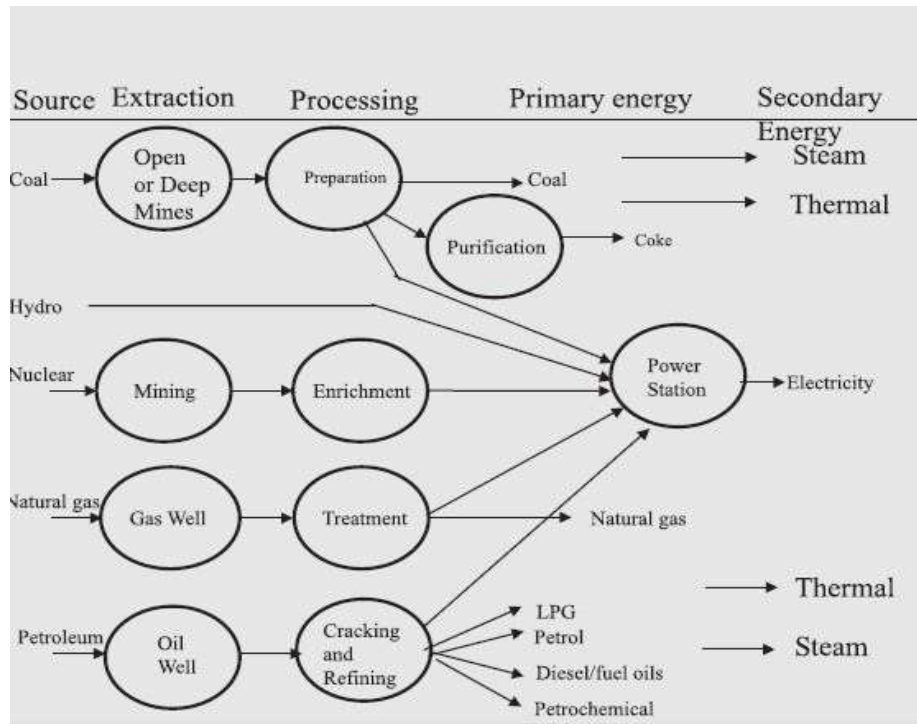 Source Extraction Processing Primary energy Secondary
Energy
Coal
Open
or Deep
Mines
Preparation
Coal
Steam
Thermal
Purification
Coke
Hydro
Nuclear
Mining
Enrichment
Power
Station
Electricity
Natural gas
Gas Well
Treatment
Natural gas
Petroleum
Oil
Well
Cracking
and
Refining
LPG
Petrol
Diesel/fuel oils
Petrochemical
Thermal
Steam